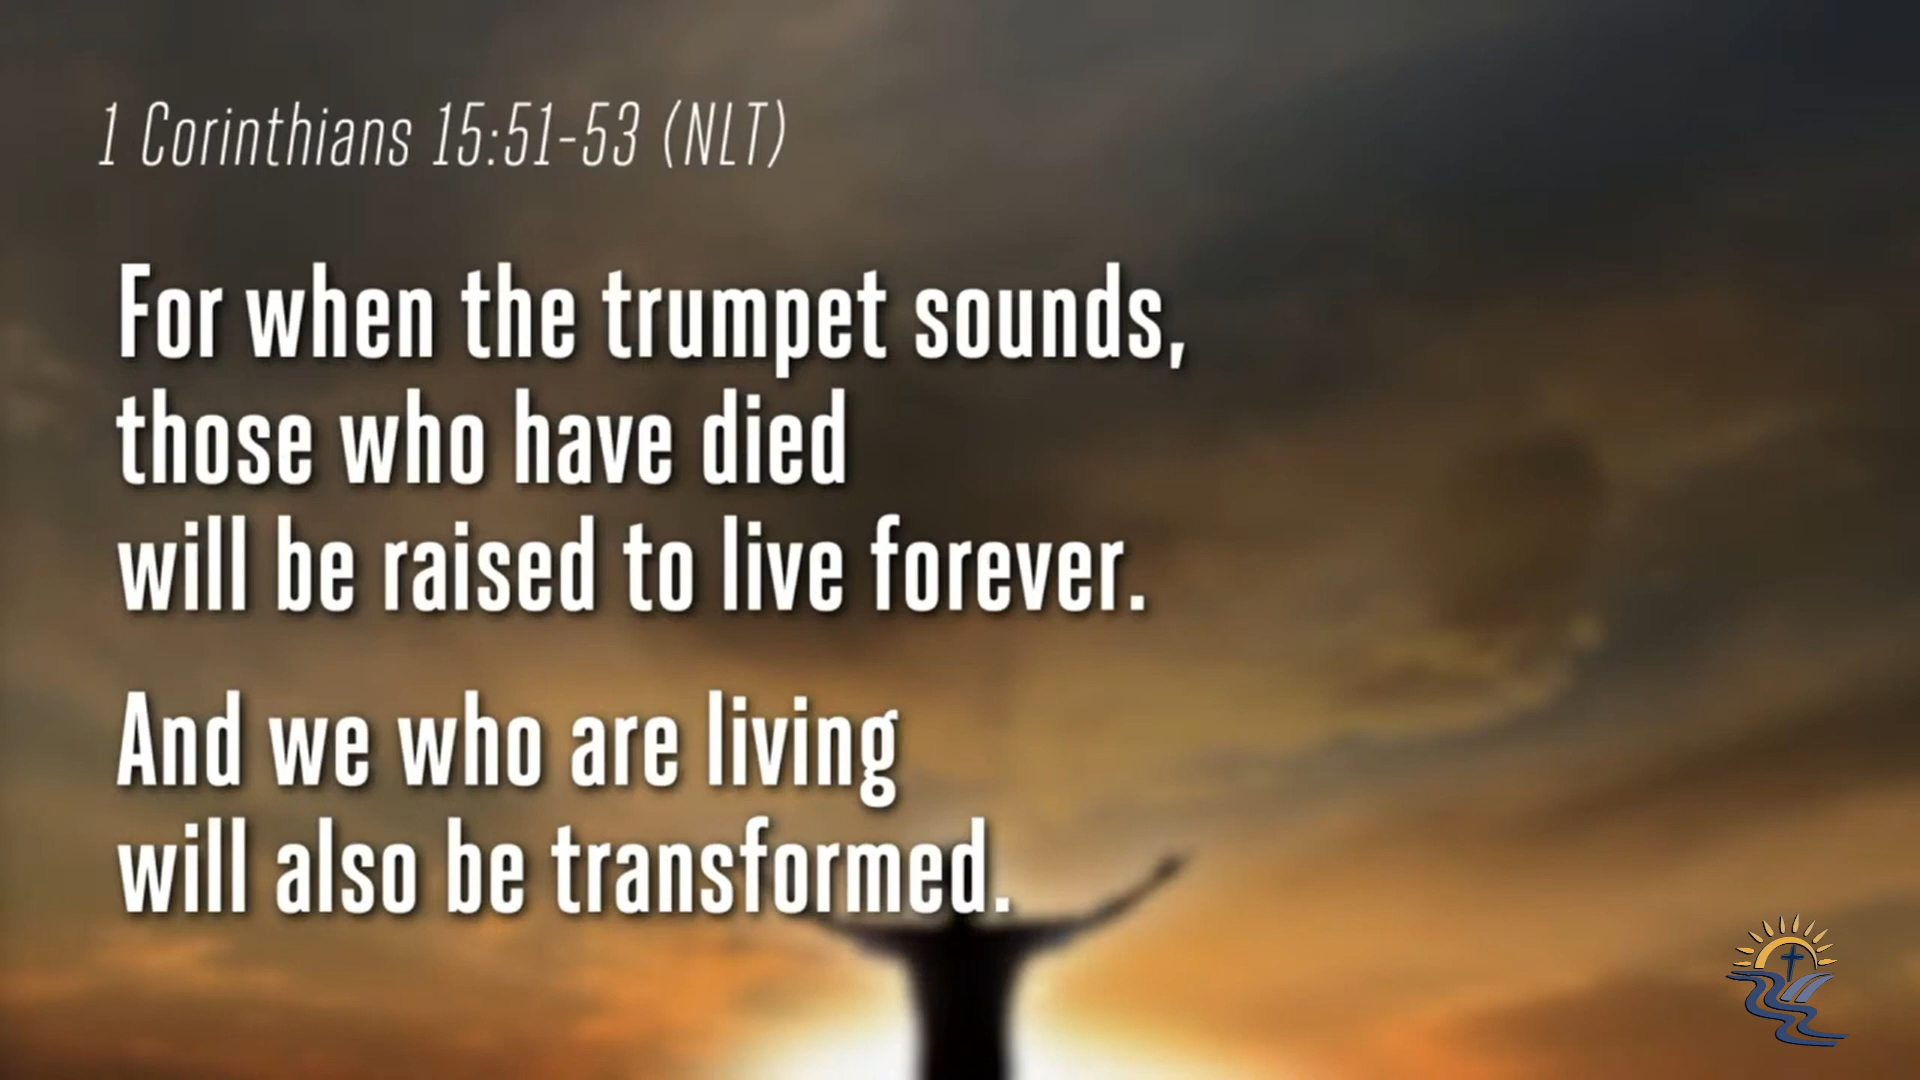 1 Corinthians 15:51-53 (NLT)
For when the trumpet sounds,
those who have died
will be raised to live forever.
And we who are living
will also be transformed.